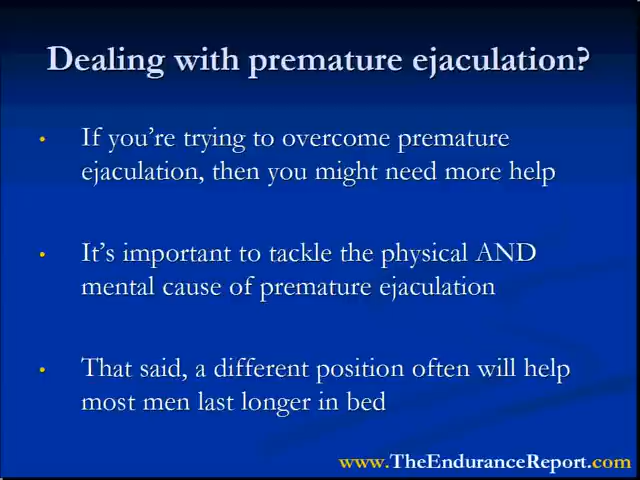 Dealing with premature ejaculation?
• If you're trying to overcome premature
ejaculation, then you might need more help
• It's important to tackle the physical AND
mental cause of premature ejaculation
• That said, a different position often will help
most men last longer in bed
www.TheEnduranceReport.com